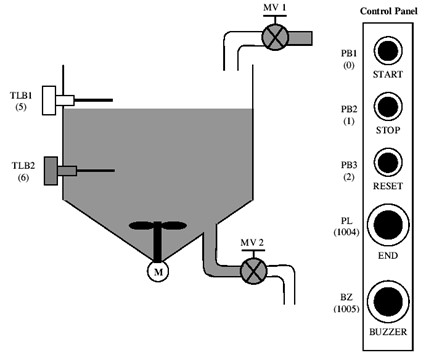 MV 1
Control Panel
PB1
(0)
START
TLB1
(5)
PB2
(1)
STOP
TLB2
(6)
PB3
(2)
RESET
PL
(1004)
END
MV 2
M
BZ
(1005)
BUZZER